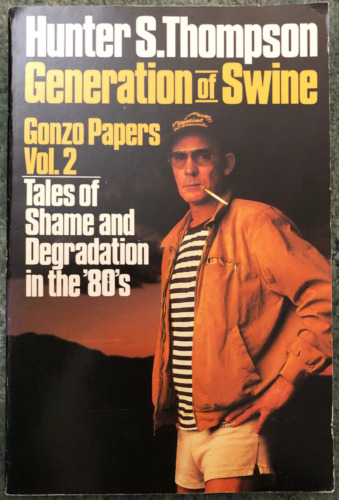 Hunter S. Thompson
Generation of Swine
Gonzo Papers
Vol. 2
Tales of
Shame and
Degradation
in the '80's